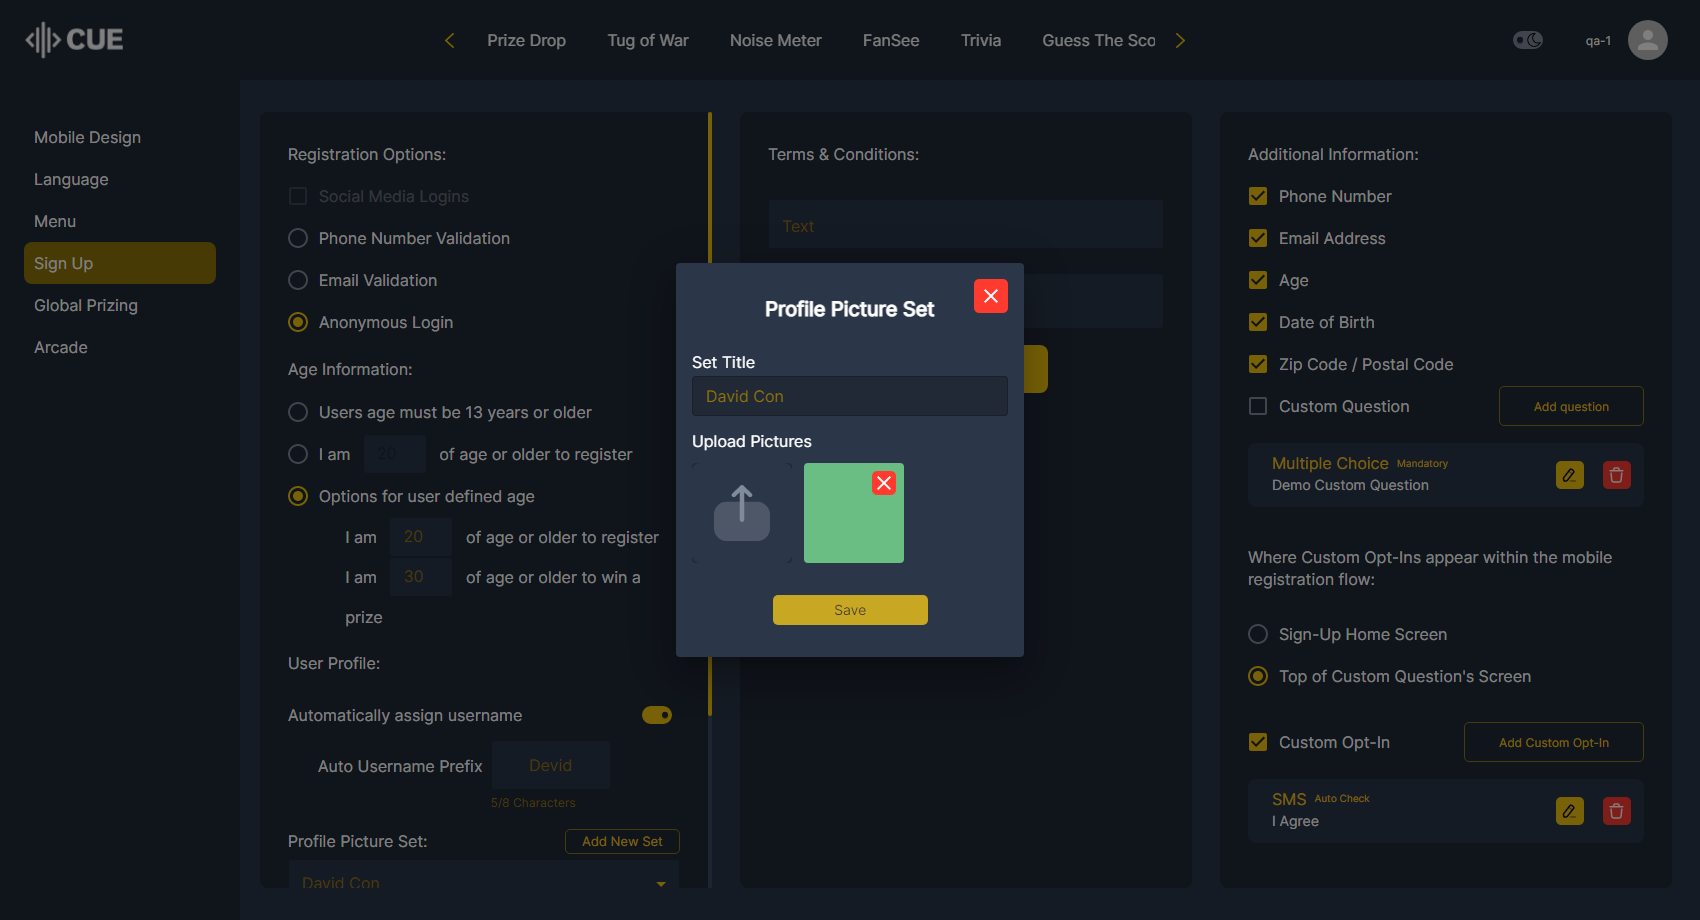 CUE
Prize Drop
Tug of War
Noise Meter
FanSee
Trivia
Guess The Sco
qa-1
Mobile Design
Language
Menu
Sign Up
Global Prizing
Arcade
Registration Options:
Social Media Logins
Phone Number Validation
Email Validation
Anonymous Login
Age Information:
Users age must be 13 years or older
I am 20 of age or older to register
Options for user defined age
I am 20 of age or older to register
I am 30 of age or older to win a
prize
User Profile:
Automatically assign username
Auto Username Prefix Devid
5/8 Characters
Profile Picture Set:
Add New Set
David Con
Terms & Conditions:
Text
Profile Picture Set
Set Title
David Con
Upload Pictures
Save
Additional Information:
Phone Number
Email Address
Age
Date of Birth
Zip Code / Postal Code
Custom Question
Add question
Multiple Choice Mandatory
Demo Custom Question
Where Custom Opt-Ins appear within the mobile
registration flow:
Sign-Up Home Screen
Top of Custom Question's Screen
Custom Opt-In
Add Custom Opt-In
SMS Auto Check
I Agree